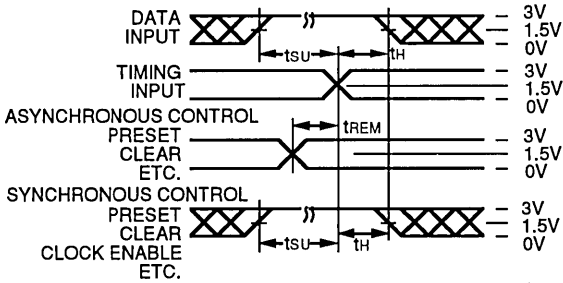 DATA INPUT
3V
1.5V
0V
tSU
tH
TIMING INPUT
3V
1.5V
0V
ASYNCHRONOUS CONTROL
PRESET
CLEAR
ETC.
tREM
3V
1.5V
0V
SYNCHRONOUS CONTROL
PRESET
CLEAR
CLOCK ENABLE
ETC.
tSU
tH
3V
1.5V
0V